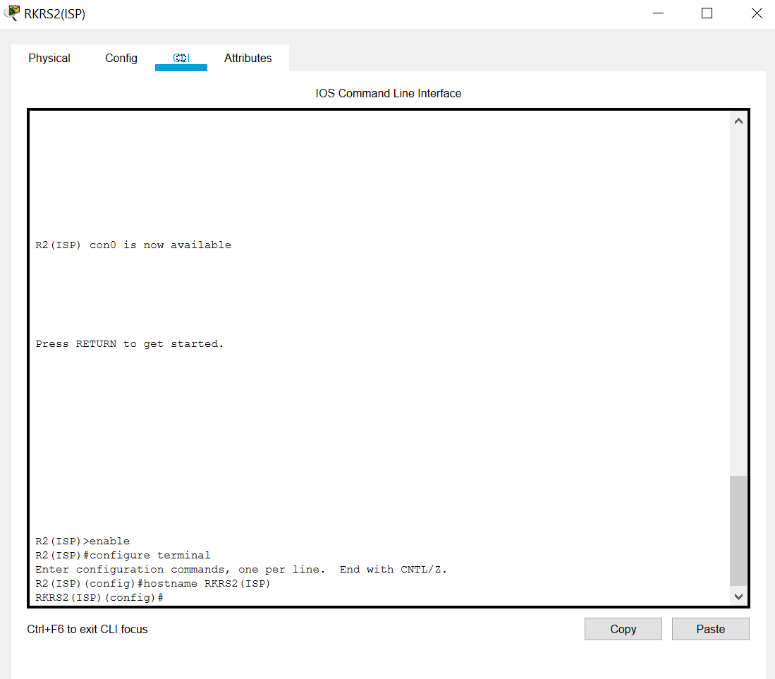 RKRS2(ISP)
Physical Config CLI Attributes
IOS Command Line Interface
R2(ISP) con0 is now available
Press RETURN to get started.
R2(ISP)>enable
R2(ISP)#configure terminal
Enter configuration commands, one per line.  End with CNTL/Z.
R2(ISP)(config)#hostname RKRS2(ISP)
RKRS2(ISP)(config)#
Ctrl+F6 to exit CLI focus
Copy Paste